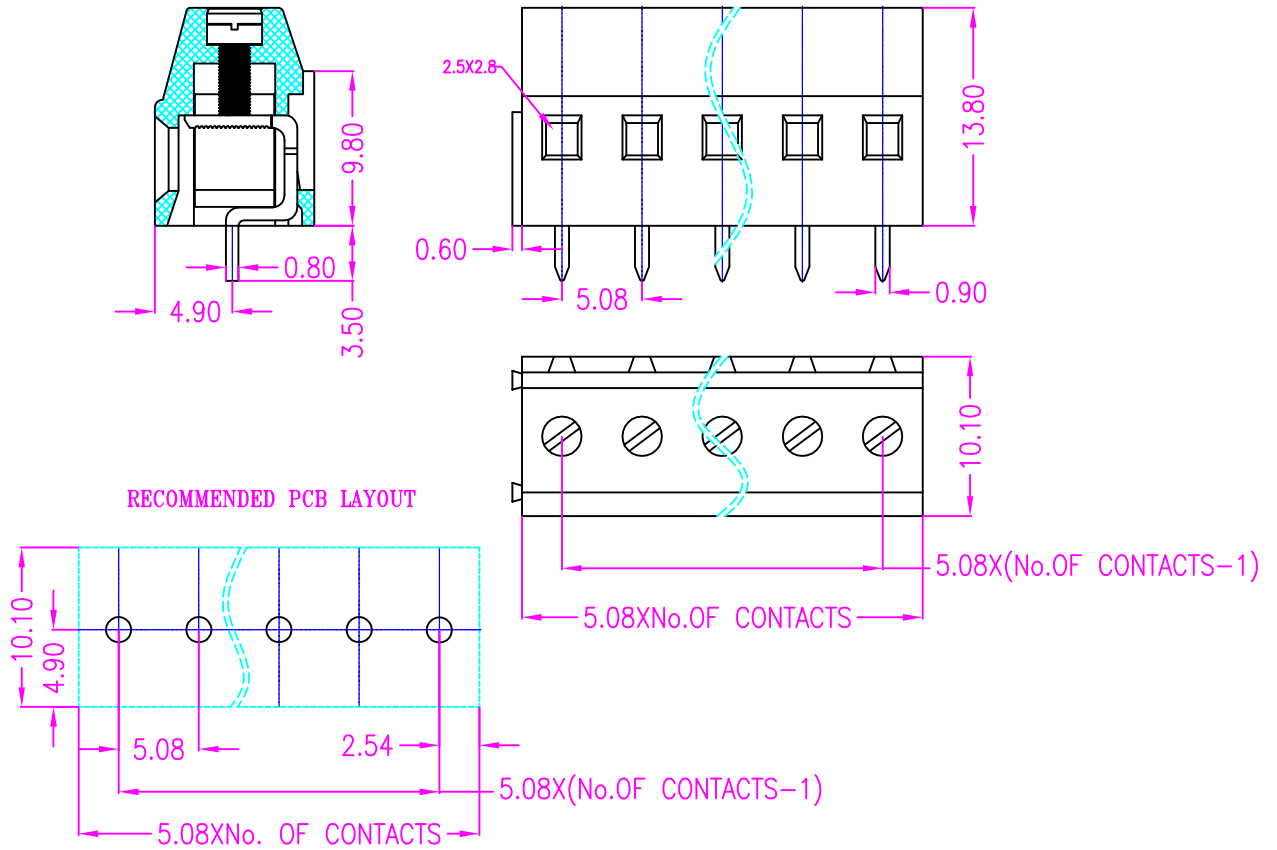 2.5X2.8
13.80
9.80
0.60
0.80
5.08
0.90
4.90
3.50
10.10
RECOMMENDED PCB LAYOUT
5.08X(No.OF CONTACTS-1)
5.08XNo.OF CONTACTS
10.10
4.90
5.08
2.54
5.08X(No.OF CONTACTS-1)
5.08XNo. OF CONTACTS